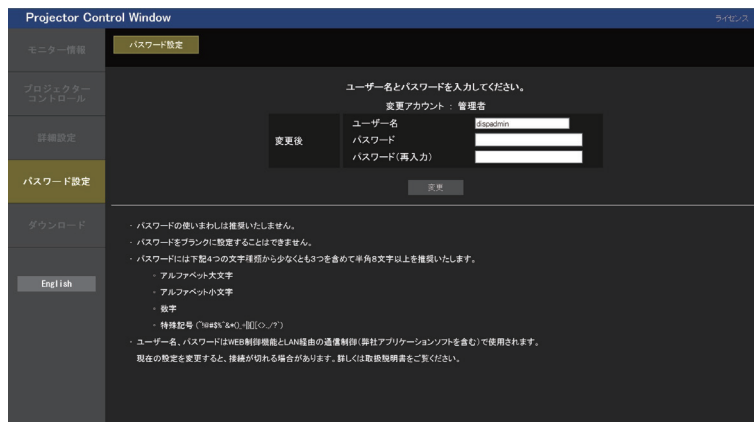 Projector Control Window
ライセンス
モニター情報
パスワード設定
プロジェクター
コントロール
詳細設定
パスワード設定
ダウンロード
English
ユーザー名とパスワードを入力してください。
変更アカウント : 管理者
変更後
ユーザー名
dispadmin
パスワード
パスワード(再入力)
変更
・ パスワードの使いまわしは推奨いたしません。
・ パスワードをブランクに設定することはできません。
・ パスワードには下記4つの文字種類から少なくとも3つを含めて半角8文字以上を推奨いたします。
◦ アルファベット大文字
◦ アルファベット小文字
◦ 数字
◦ 特殊記号
・ ユーザー名、パスワードはWEB制御機能とLAN経由の通信制御(弊社アプリケーションソフトを含む)で使用されます。
現在の設定を変更すると、接続が切れる場合があります。詳しくは取扱説明書をご覧ください。